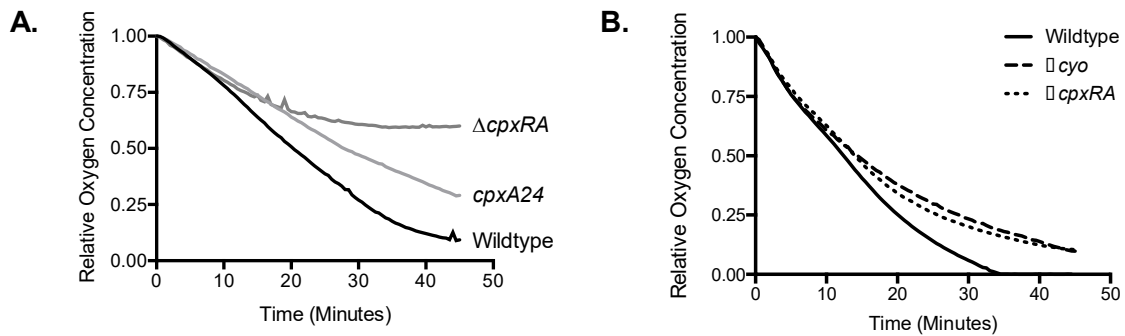 A.
Relative Oxygen Concentration
1.00
0.75
0.50
0.25
0.00
0
10
20
30
40
50
Time (Minutes)
ΔcpxRA
cpxA24
Wildtype
B.
Relative Oxygen Concentration
1.00
0.75
0.50
0.25
0.00
0
10
20
30
40
50
Time (Minutes)
Wildtype
▯cyo
▯cpxRA